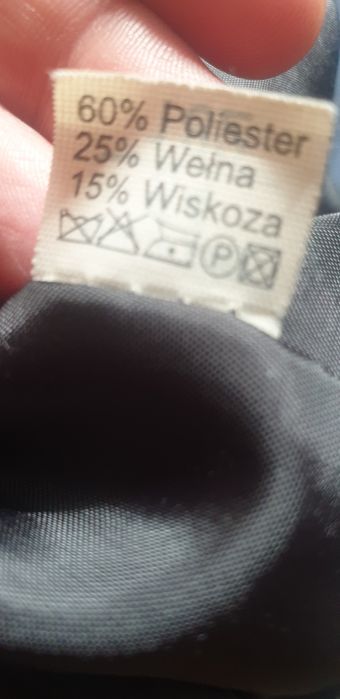 60% Poliester
25% Wełna
15% Wiskoza
P